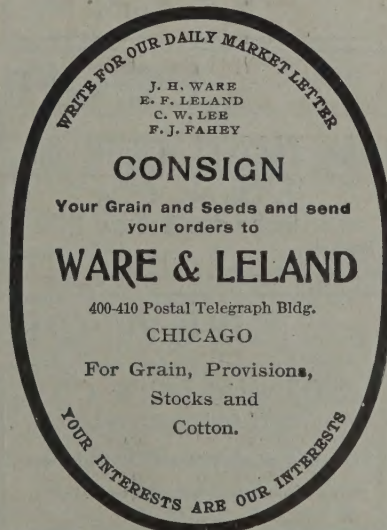 WRITE FOR OUR DAILY MARKET LETTER
J. H. WARE
E. F. LELAND
C. W. LEE
F. J. FAHEY
CONSIGN
Your Grain and Seeds and send
your orders to
WARE & LELAND
400-410 Postal Telegraph Bldg.
CHICAGO
For Grain, Provisions,
Stocks and
Cotton.
YOUR INTERESTS ARE OUR INTERESTS